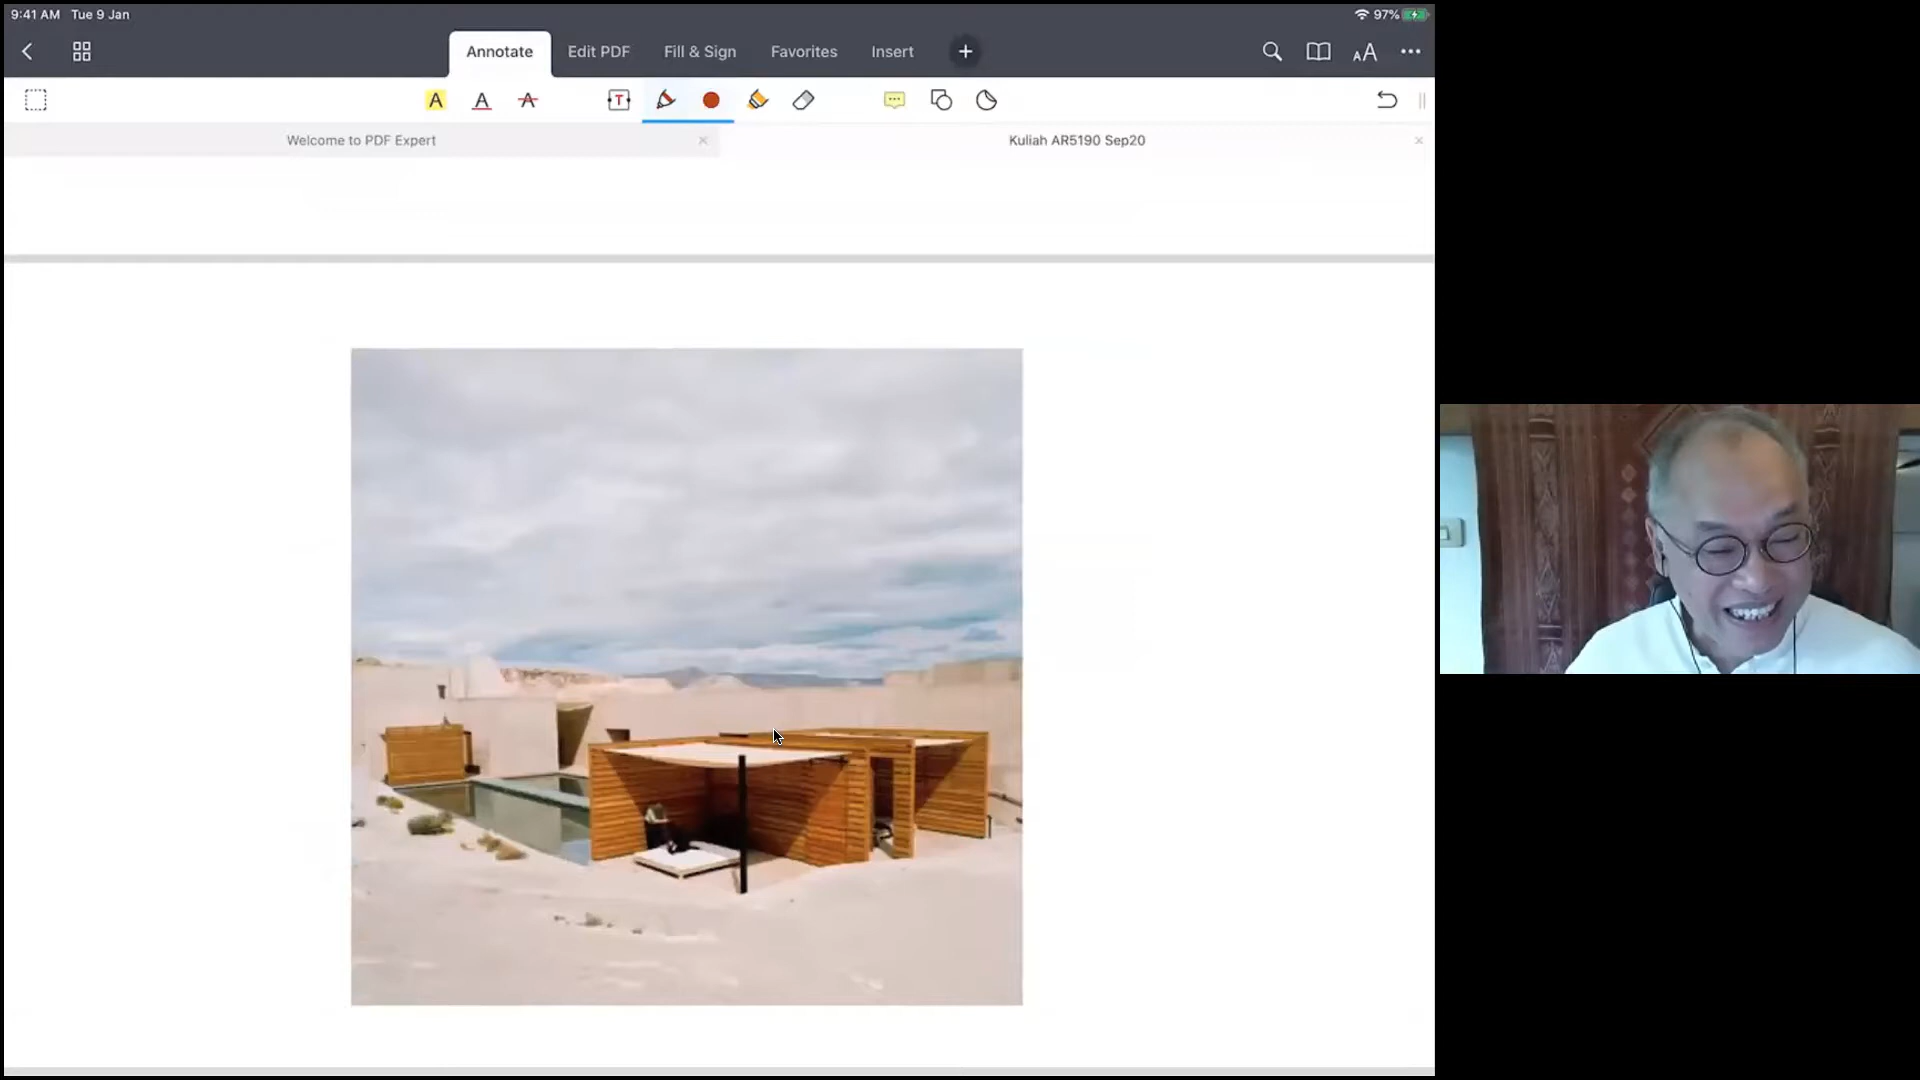 9:41 AM Tue 9 Jan 97%
Annotate Edit PDF Fill & Sign Favorites Insert
AA
A A A T
Welcome to PDF Expert Kuliah AR5190 Sep20